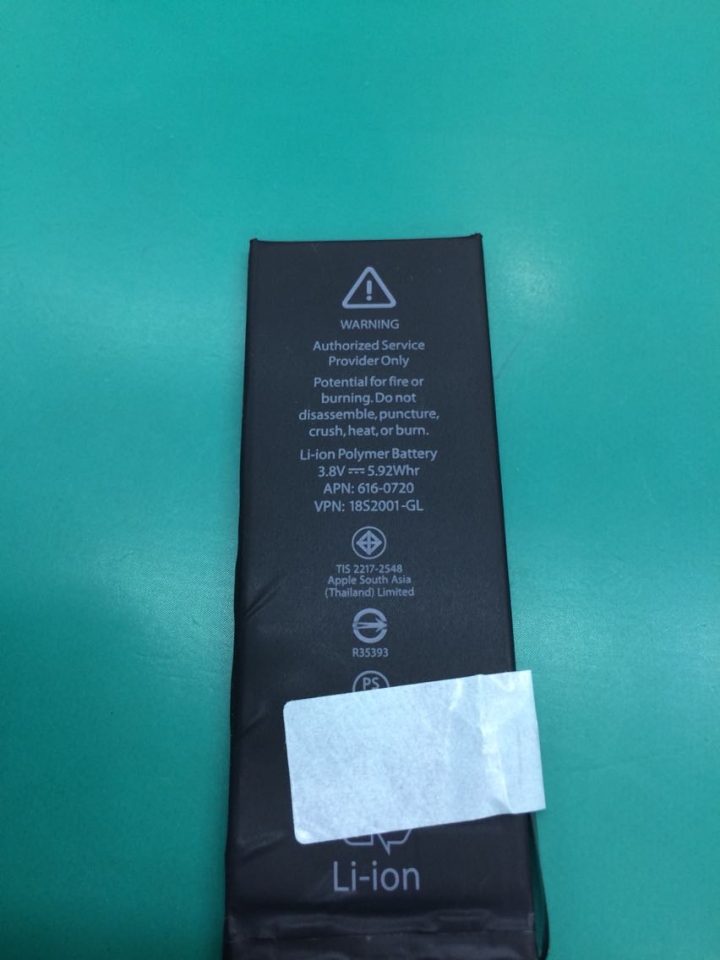 WARNING
Authorized Service
Provider Only
Potential for fire or
burning. Do not
disassemble, puncture,
crush, heat, or burn.
Li-ion Polymer Battery
3.8V ⎓ 5.92Whr
APN: 616-0720
VPN: 18S2001-GL
TIS 2217-2548
Apple South Asia
(Thailand) Limited
R35393
PS
Li-ion